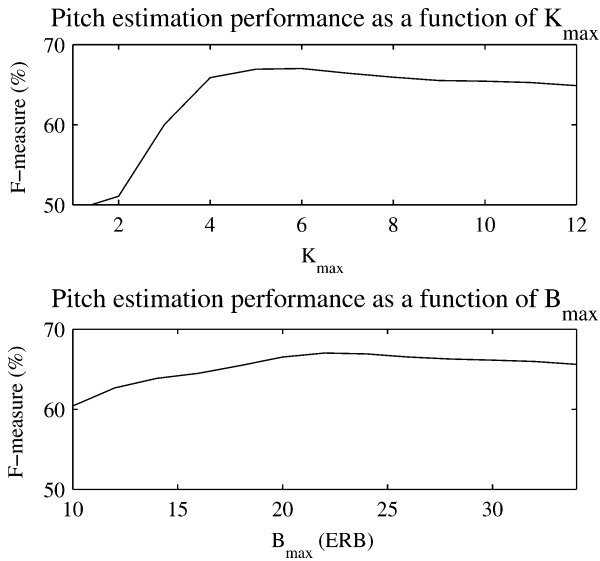 Pitch estimation performance as a function of Kmax
70
60
50
F−measure (%)
2 4 6 8 10 12
Kmax
Pitch estimation performance as a function of Bmax
70
60
50
F−measure (%)
10 15 20 25 30
Bmax (ERB)